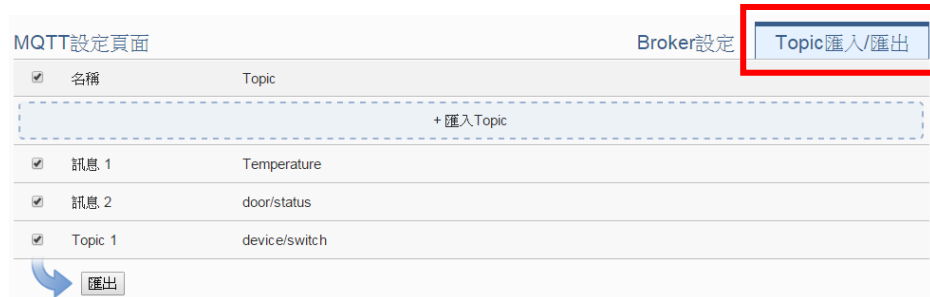 MQTT設定頁面 Broker設定 Topic匯入/匯出
名稱 Topic
+ 匯入Topic
訊息 1 Temperature
訊息 2 door/status
Topic 1 device/switch
匯出